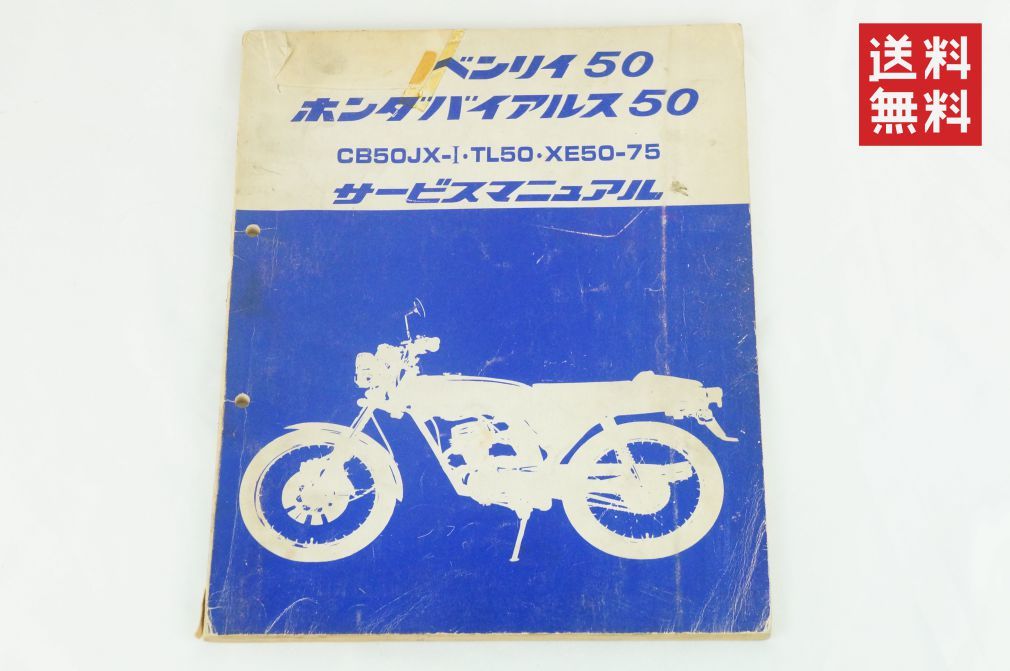 送料
無料
ベンリイ50
ホンダバイアルス50
CB50JX-I・TL50・XE50-75
サービスマニュアル